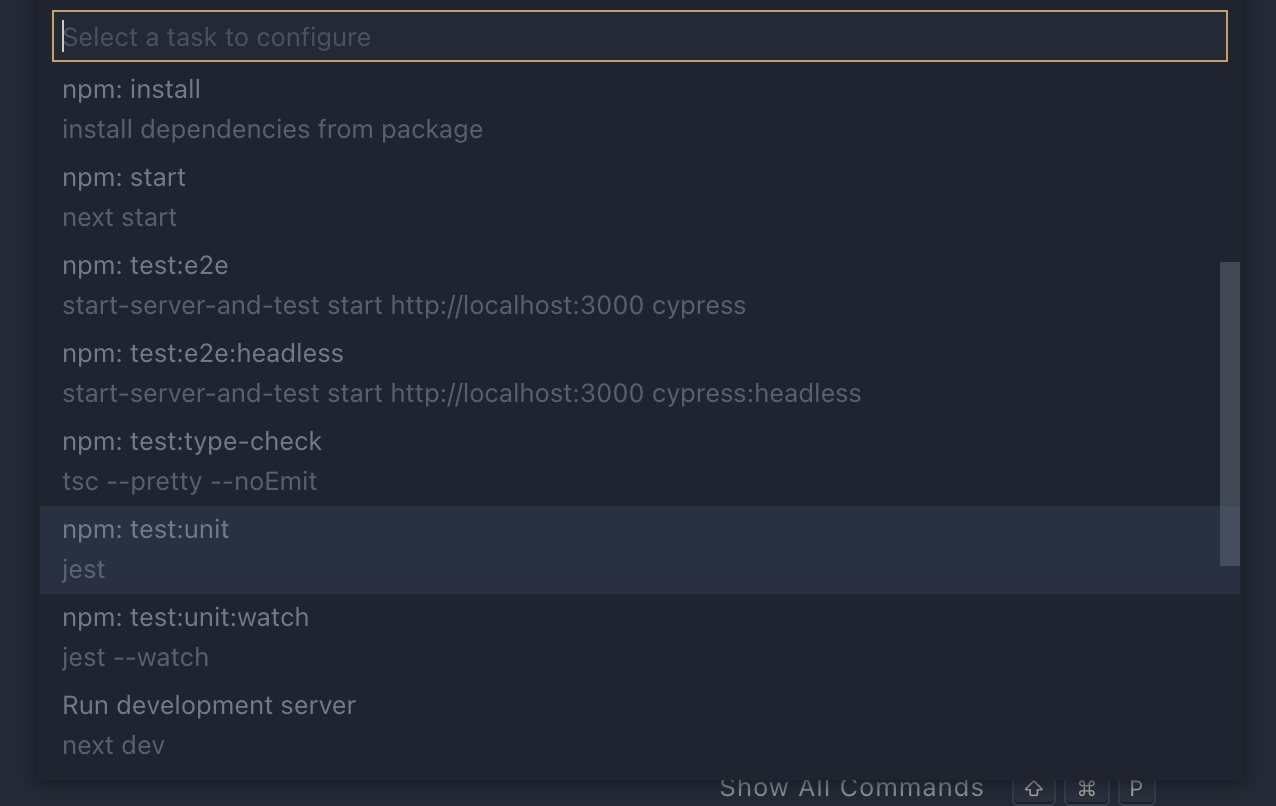 Select a task to configure
npm: install
install dependencies from package
npm: start
next start
npm: test:e2e
start-server-and-test start http://localhost:3000 cypress
npm: test:e2e:headless
start-server-and-test start http://localhost:3000 cypress:headless
npm: test:type-check
tsc --pretty --noEmit
npm: test:unit
jest
npm: test:unit:watch
jest --watch
Run development server
next dev
Show All Commands ⇧ ⌘ P